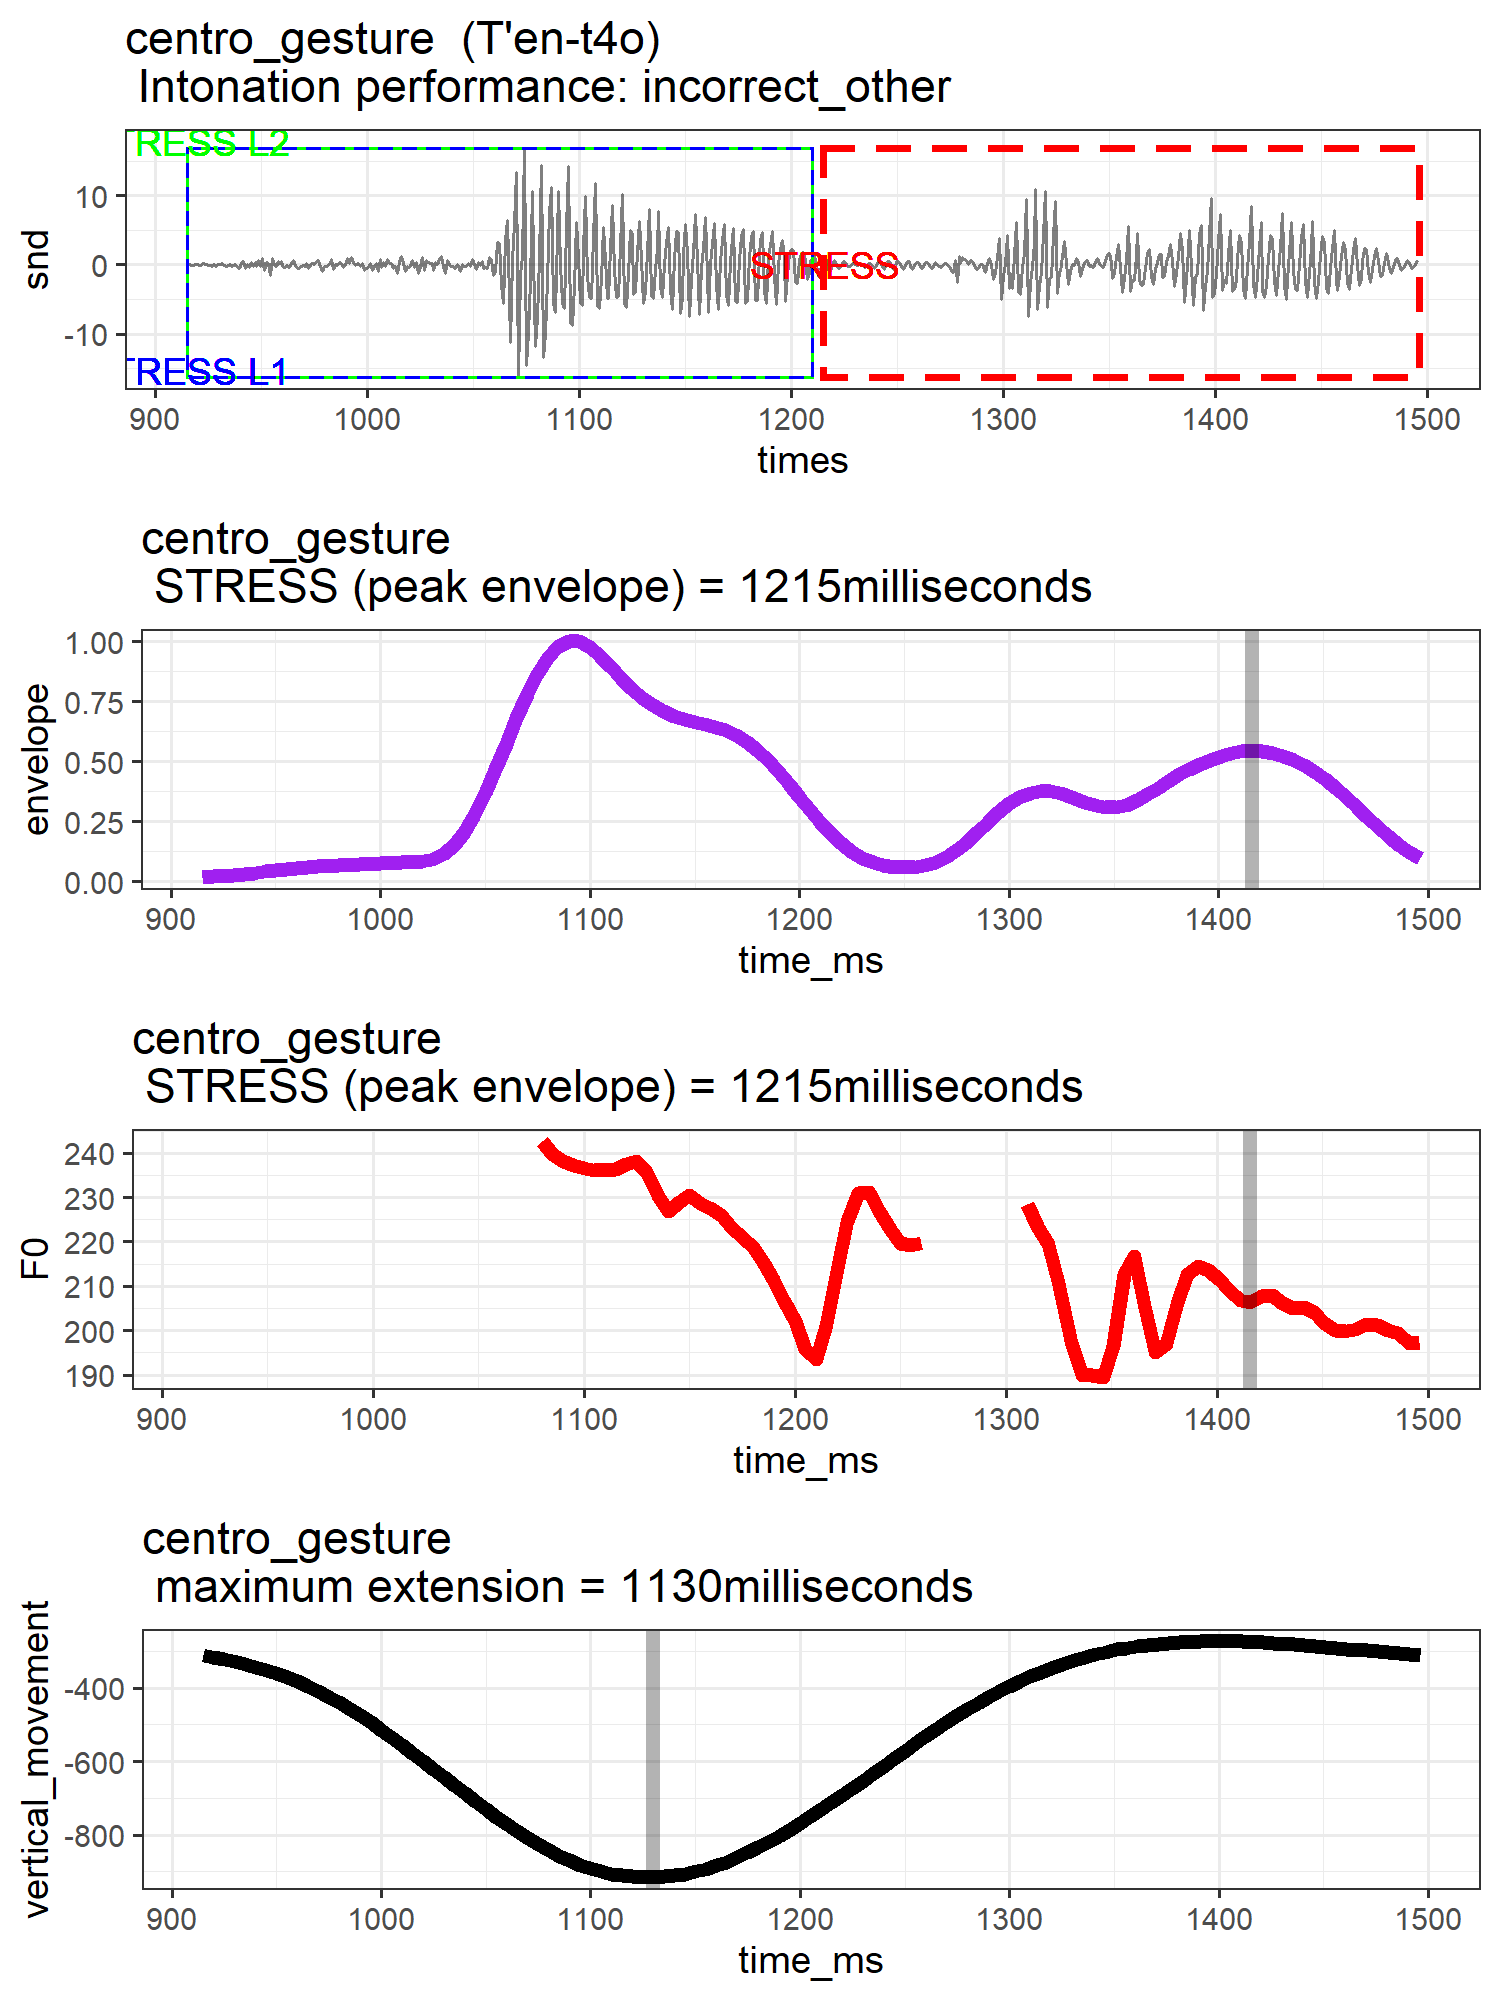 centro_gesture  (T'en-t4o)
Intonation performance: incorrect_other
RESS L2
STRESS
RESS L1
10
0
-10
snd
900 1000 1100 1200 1300 1400 1500
times
centro_gesture
STRESS (peak envelope) = 1215milliseconds
1.00
0.75
0.50
0.25
0.00
envelope
900 1000 1100 1200 1300 1400 1500
time_ms
centro_gesture
STRESS (peak envelope) = 1215milliseconds
240
230
220
210
200
190
F0
900 1000 1100 1200 1300 1400 1500
time_ms
centro_gesture
maximum extension = 1130milliseconds
-400
-600
-800
vertical_movement
900 1000 1100 1200 1300 1400 1500
time_ms